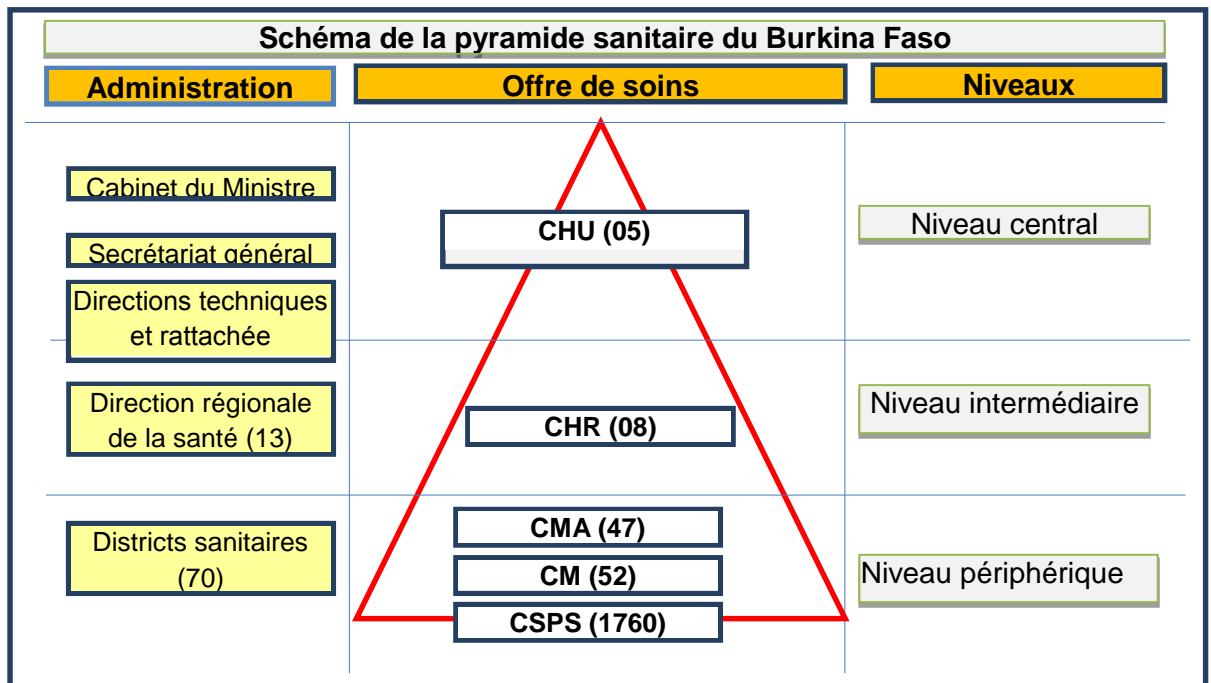 Schéma de la pyramide sanitaire du Burkina Faso
Administration
Offre de soins
Niveaux
Cabinet du Ministre
Secrétariat général
Directions techniques
et rattachée
CHU (05)
Niveau central
Direction régionale
de la santé (13)
CHR (08)
Niveau intermédiaire
Districts sanitaires
(70)
CMA (47)
CM (52)
CSPS (1760)
Niveau périphérique